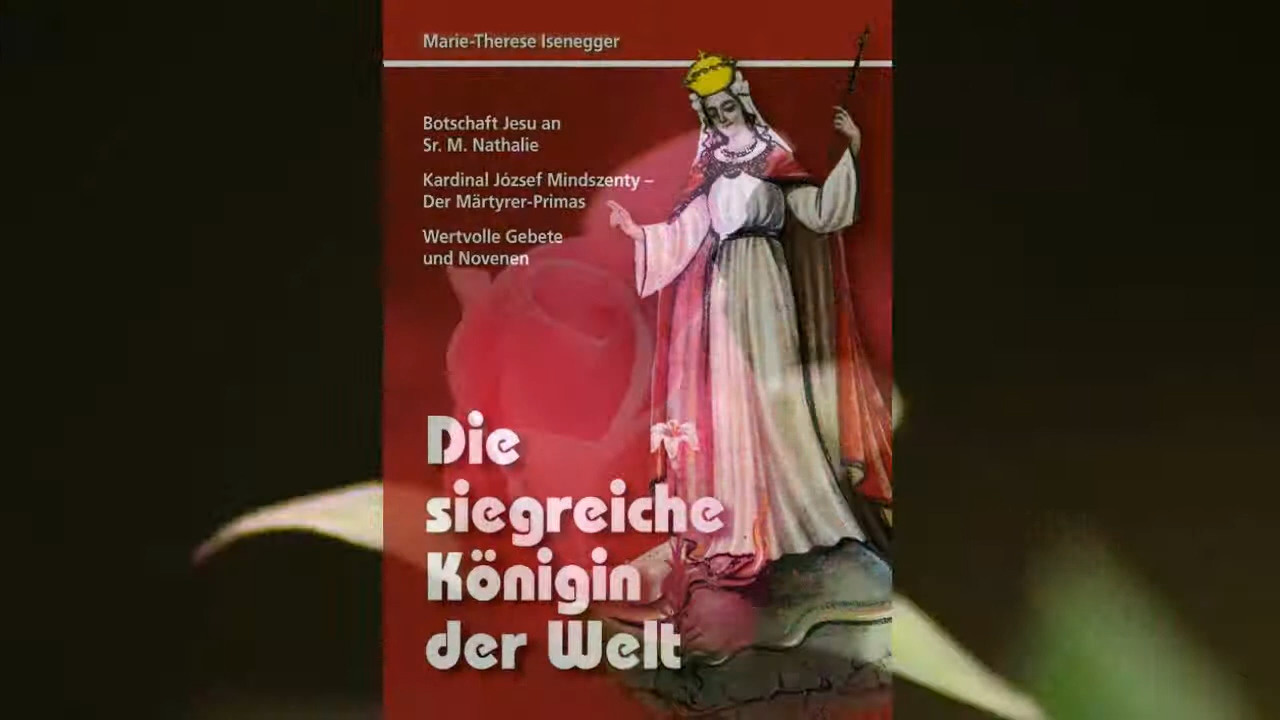 Marie-Therese Isenegger
Botschaft Jesu an
Sr. M. Nathalie
Kardinal József Mindszenty –
Der Märtyrer-Primas
Wertvolle Gebete
und Novenen
Die
siegreiche
Königin
der Welt